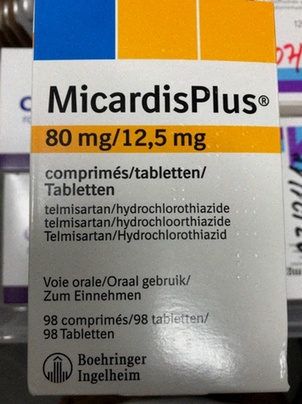 MicardisPlus®
80 mg/12,5 mg
comprimés/tabletten/
Tabletten
telmisartan/hydrochlorothiazide
telmisartan/hydrochloorthiazide
Telmisartan/Hydrochlorothiazid
Voie orale/Oraal gebruik/
Zum Einnehmen
98 comprimés/98 tabletten/
98 Tabletten
Boehringer
Ingelheim